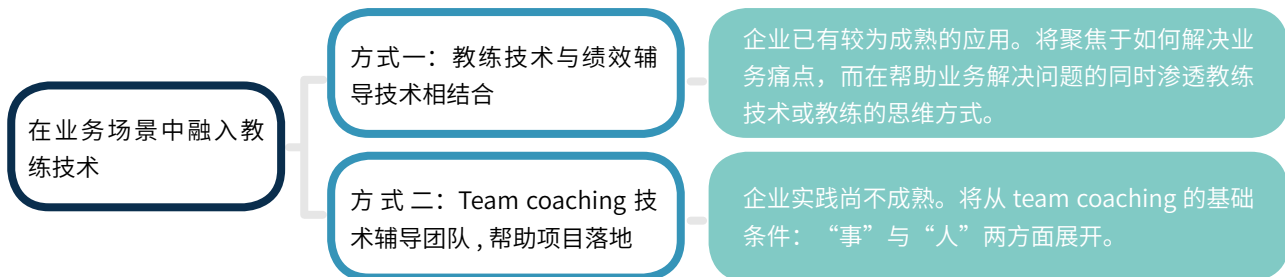 在业务场景中融入教
练技术
方式一：教练技术与绩效辅
导技术相结合
企业已有较为成熟的应用。将聚焦于如何解决业
务痛点，而在帮助业务解决问题的同时渗透教练
技术或教练的思维方式。
方式二：Team coaching 技
术辅导团队 , 帮助项目落地
企业实践尚不成熟。将从 team coaching 的基础
条件：“事”与“人”两方面展开。